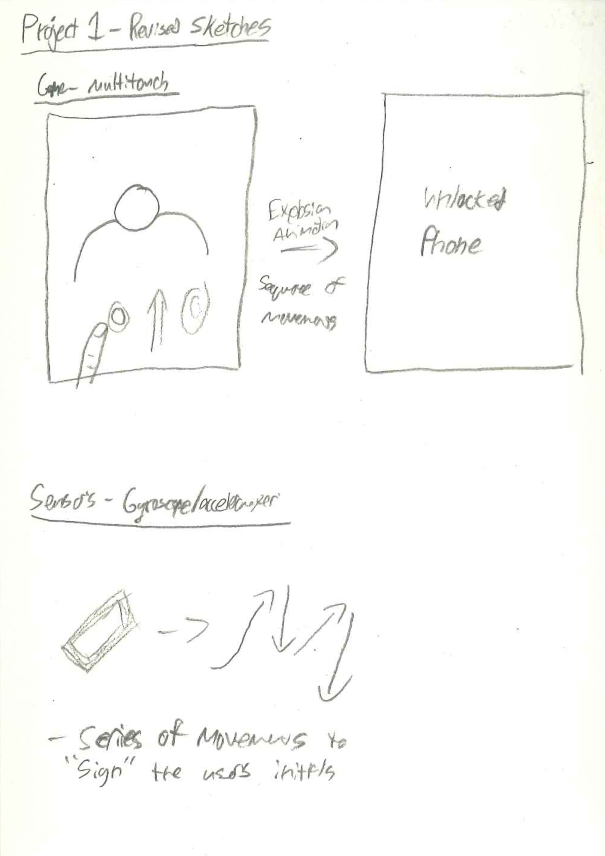 Project 1 - Revised Sketches
Game - Multitouch
Explosion
Animation
Sequence of
Movements
Unlocked
Phone
Sensors - Gyroscope/accelerometer
- Series of Movements to
"Sign" the users initials